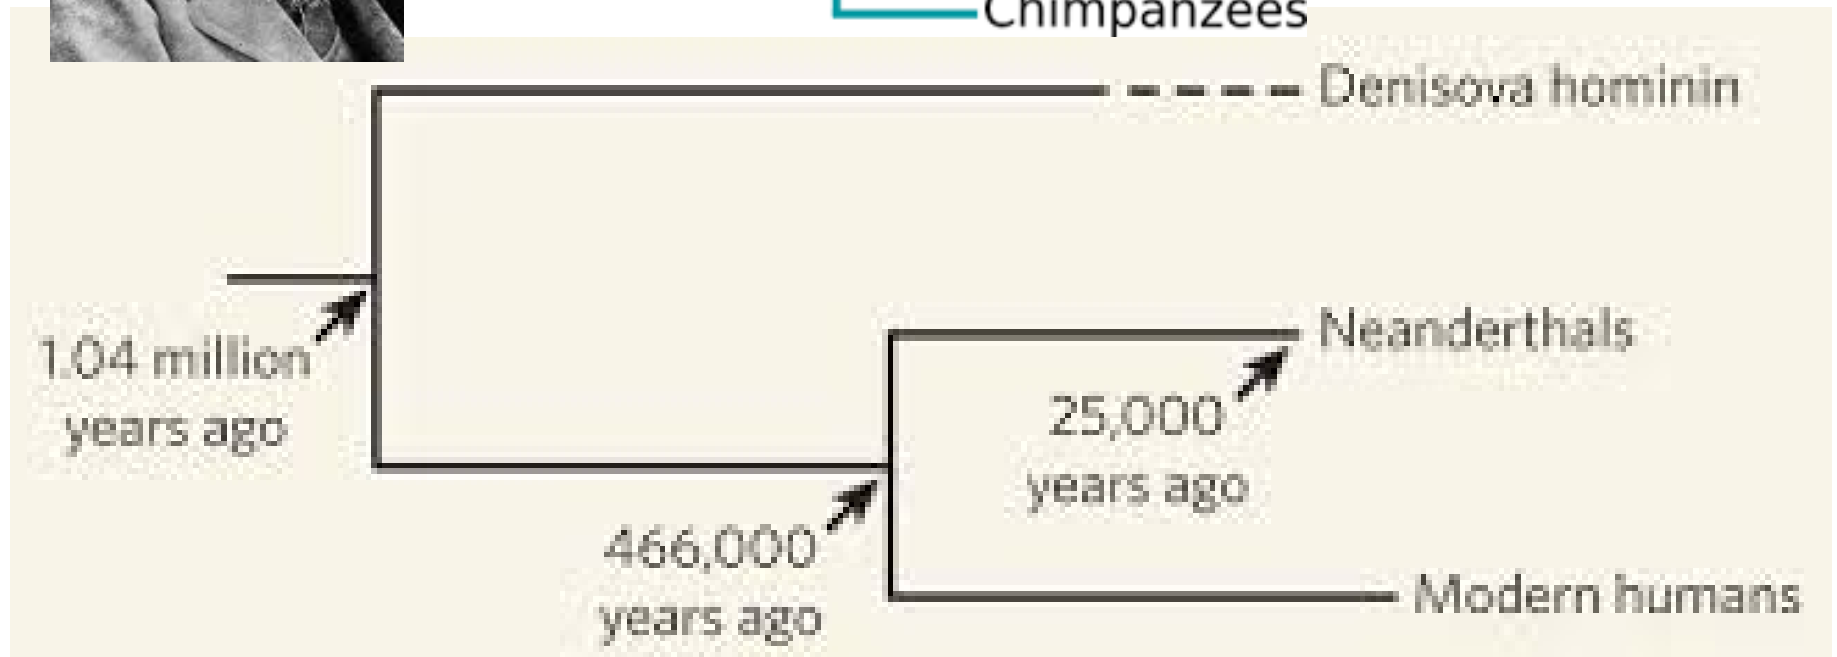 Chimpanzees
Denisova hominin
1.04 million
years ago
Neanderthals
25,000
years ago
466,000
years ago
Modern humans